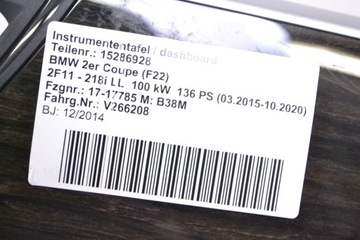 Instrumententafel / dashboard
Teilenr.: 15286928
BMW 2er Coupe (F22)
2F11 - 218i LL 100 kW 136 PS (03.2015-10.2020)
Fzgnr.: 17-17785 M: B38M
Fahrg.Nr.: V266208
BJ: 12/2014